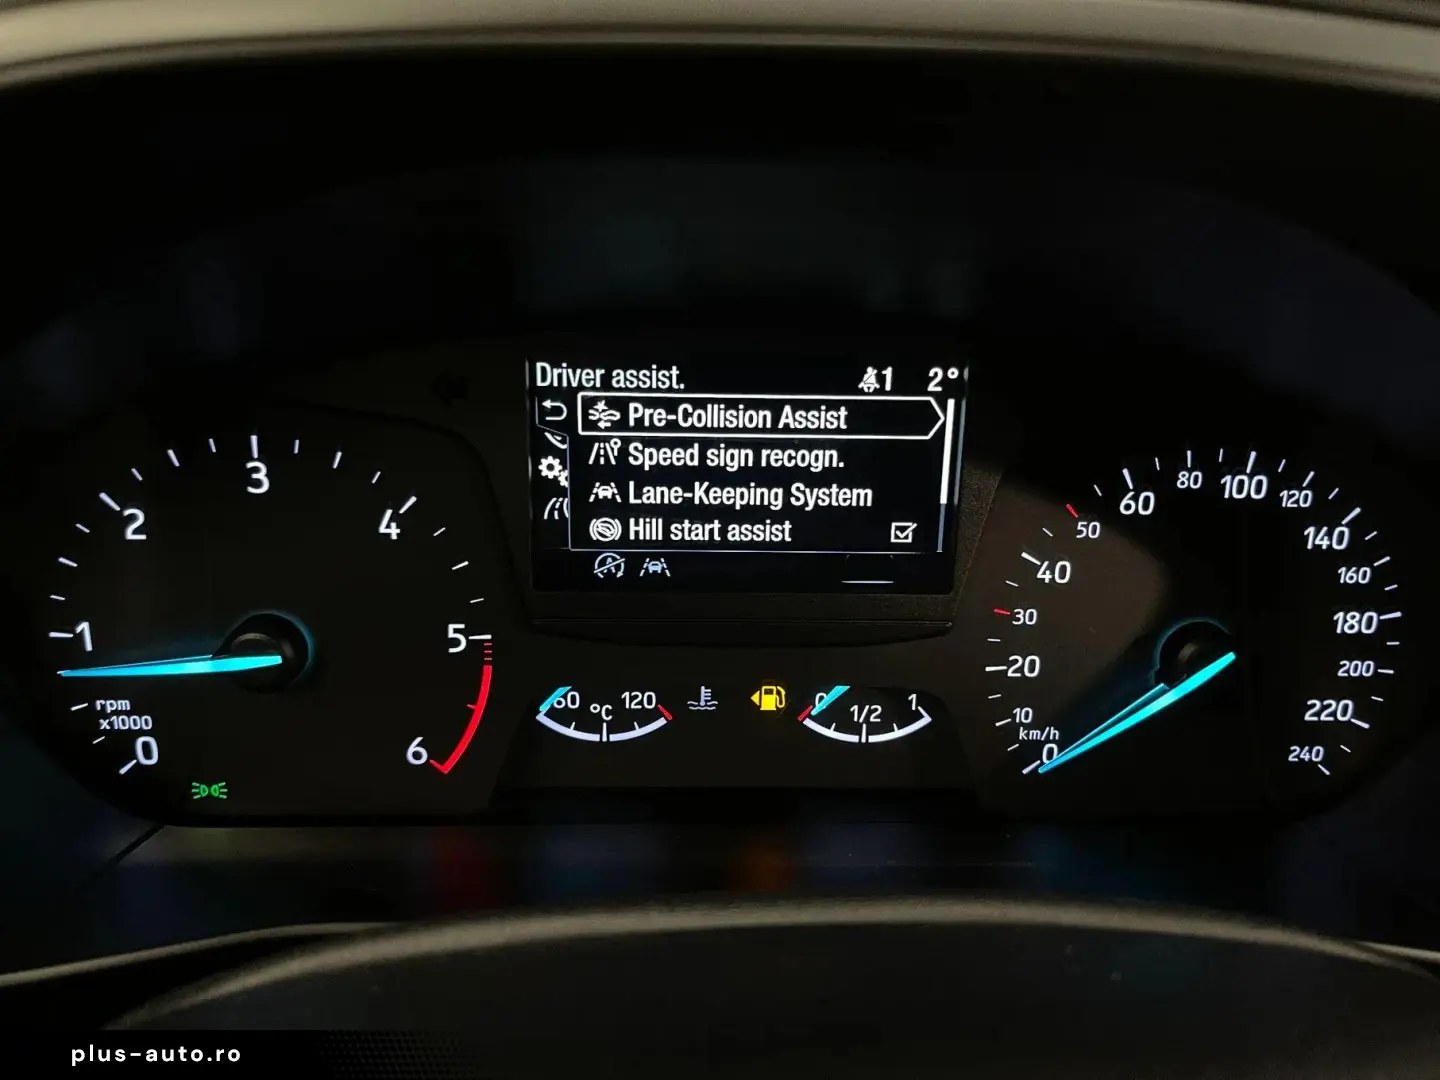 Driver assist.
1 2°
Pre-Collision Assist
Speed sign recogn.
Lane-Keeping System
Hill start assist
0
1
2
3
4
5
6
rpm
x1000
60
°C
120
0
1/2
1
0
10
20
30
40
50
60
80
100
120
140
160
180
200
220
240
km/h
plus-auto.ro